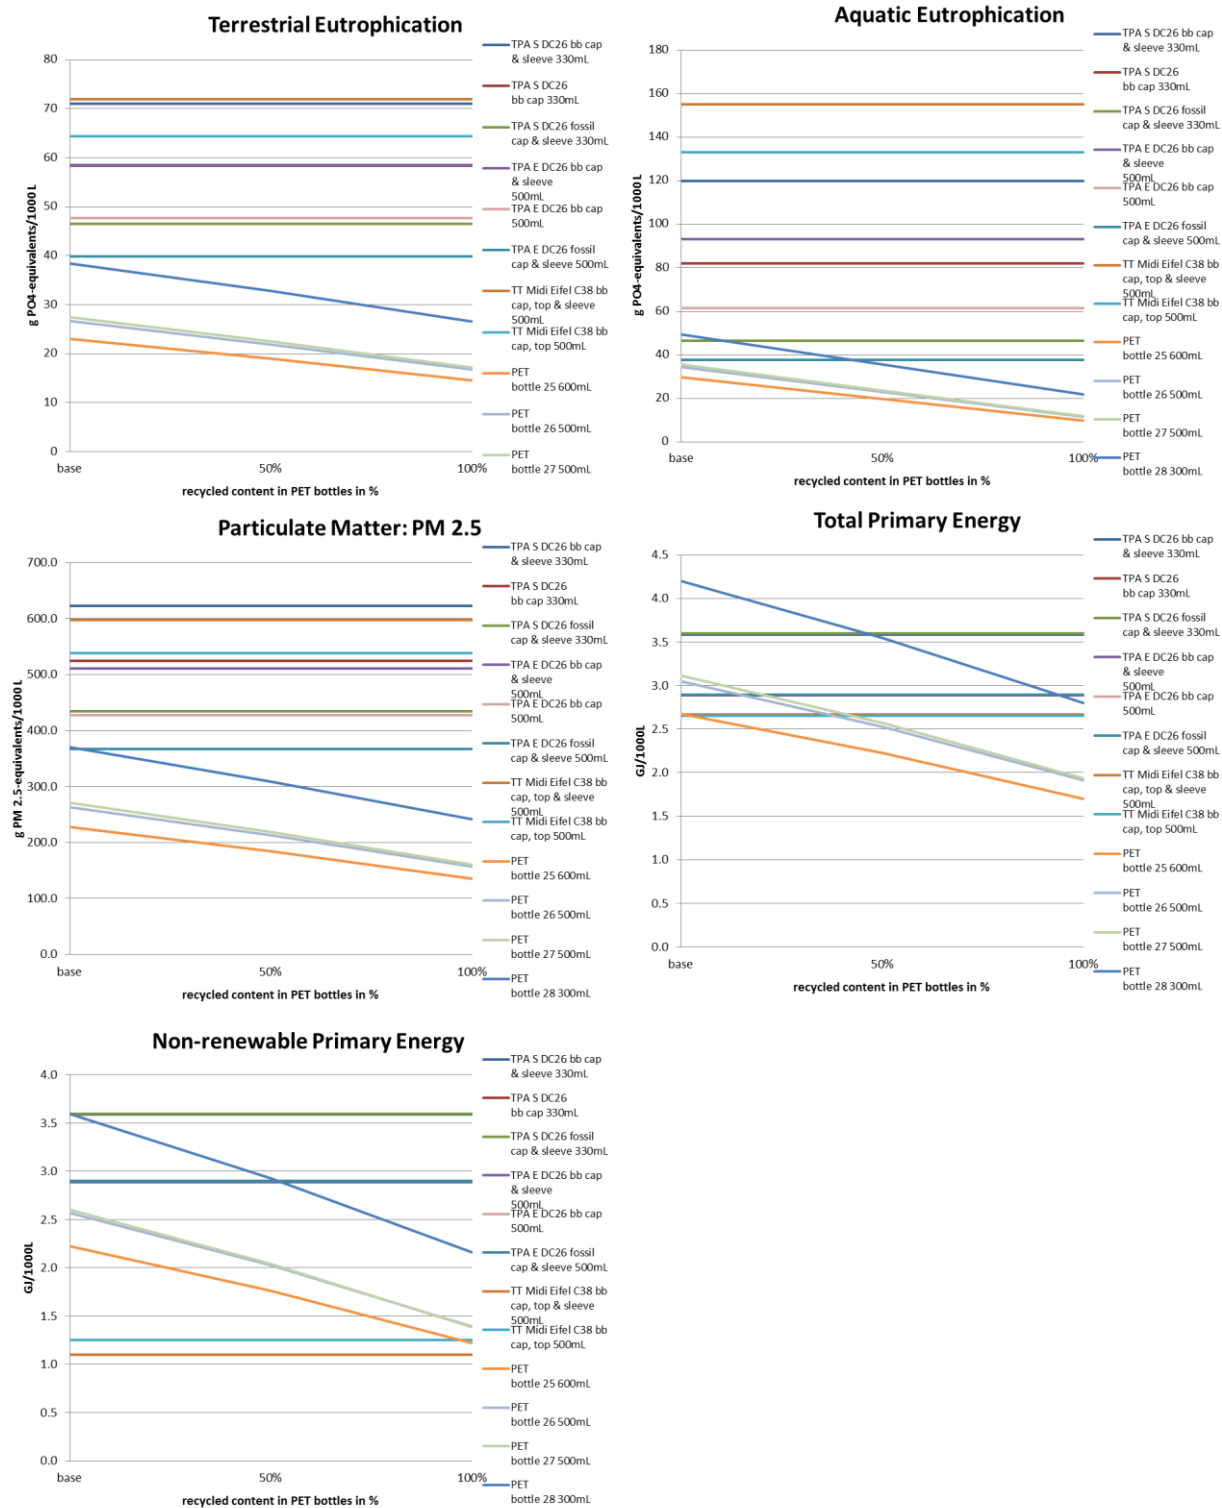 Terrestrial Eutrophication
80
70
60
50
40
30
20
10
0
g PO4-equivalents/1000 L
base
50%
100%
recycled content in PET bottles in %
TPA S DC26 bb cap
& sleeve 330mL
TPA S DC26
bb cap 330mL
TPA S DC26 fossil
cap & sleeve 330mL
TPA E DC26 bb cap
& sleeve
500mL
TPA E DC26 bb cap
500mL
TPA E DC26 fossil
cap & sleeve 500mL
TT Midi Eifel C38 bb
cap, top & sleeve
500mL
TT Midi Eifel C38 bb
cap, top 500mL
PET
bottle 25 600mL
PET
bottle 26 500mL
PET
bottle 27 500mL
Aquatic Eutrophication
180
160
140
120
100
80
60
40
20
0
g PO4-equivalents/1000 L
base
50%
100%
recycled content in PET bottles in %
TPA S DC26 bb cap
& sleeve 330mL
TPA S DC26
bb cap 330mL
TPA S DC26 fossil
cap & sleeve 330mL
TPA E DC26 bb cap
& sleeve
500mL
TPA E DC26 bb cap
500mL
TPA E DC26 fossil
cap & sleeve 500mL
TT Midi Eifel C38 bb
cap, top & sleeve
500mL
TT Midi Eifel C38 bb
cap, top 500mL
PET
bottle 25 600mL
PET
bottle 26 500mL
PET
bottle 27 500mL
PET
bottle 28 300mL
Particulate Matter: PM 2.5
700.0
600.0
500.0
400.0
300.0
200.0
100.0
0.0
g PM 2.5-equivalents/1000 L
base
50%
100%
recycled content in PET bottles in %
TPA S DC26 bb cap
& sleeve 330mL
TPA S DC26
bb cap 330mL
TPA S DC26 fossil
cap & sleeve 330mL
TPA E DC26 bb cap
& sleeve
500mL
TPA E DC26 bb cap
500mL
TPA E DC26 fossil
cap & sleeve 500mL
TT Midi Eifel C38 bb
cap, top & sleeve
500mL
TT Midi Eifel C38 bb
cap, top 500mL
PET
bottle 25 600mL
PET
bottle 26 500mL
PET
bottle 27 500mL
PET
bottle 28 300mL
Total Primary Energy
4.5
4.0
3.5
3.0
2.5
2.0
1.5
1.0
0.5
0.0
GJ/1000L
base
50%
100%
recycled content in PET bottles in %
TPA S DC26 bb cap
& sleeve 330mL
TPA S DC26
bb cap 330mL
TPA S DC26 fossil
cap & sleeve 330mL
TPA E DC26 bb cap
& sleeve
500mL
TPA E DC26 bb cap
500mL
TPA E DC26 fossil
cap & sleeve 500mL
TT Midi Eifel C38 bb
cap, top & sleeve
500mL
TT Midi Eifel C38 bb
cap, top 500mL
PET
bottle 25 600mL
PET
bottle 26 500mL
PET
bottle 27 500mL
PET
bottle 28 300mL
Non-renewable Primary Energy
4.0
3.5
3.0
2.5
2.0
1.5
1.0
0.5
0.0
GJ/1000L
base
50%
100%
recycled content in PET bottles in %
TPA S DC26 bb cap
& sleeve 330mL
TPA S DC26
bb cap 330mL
TPA S DC26 fossil
cap & sleeve 330mL
TPA E DC26 bb cap
& sleeve
500mL
TPA E DC26 bb cap
500mL
TPA E DC26 fossil
cap & sleeve 500mL
TT Midi Eifel C38 bb
cap, top & sleeve
500mL
TT Midi Eifel C38 bb
cap, top 500mL
PET
bottle 25 600mL
PET
bottle 26 500mL
PET
bottle 27 500mL
PET
bottle 28 300mL